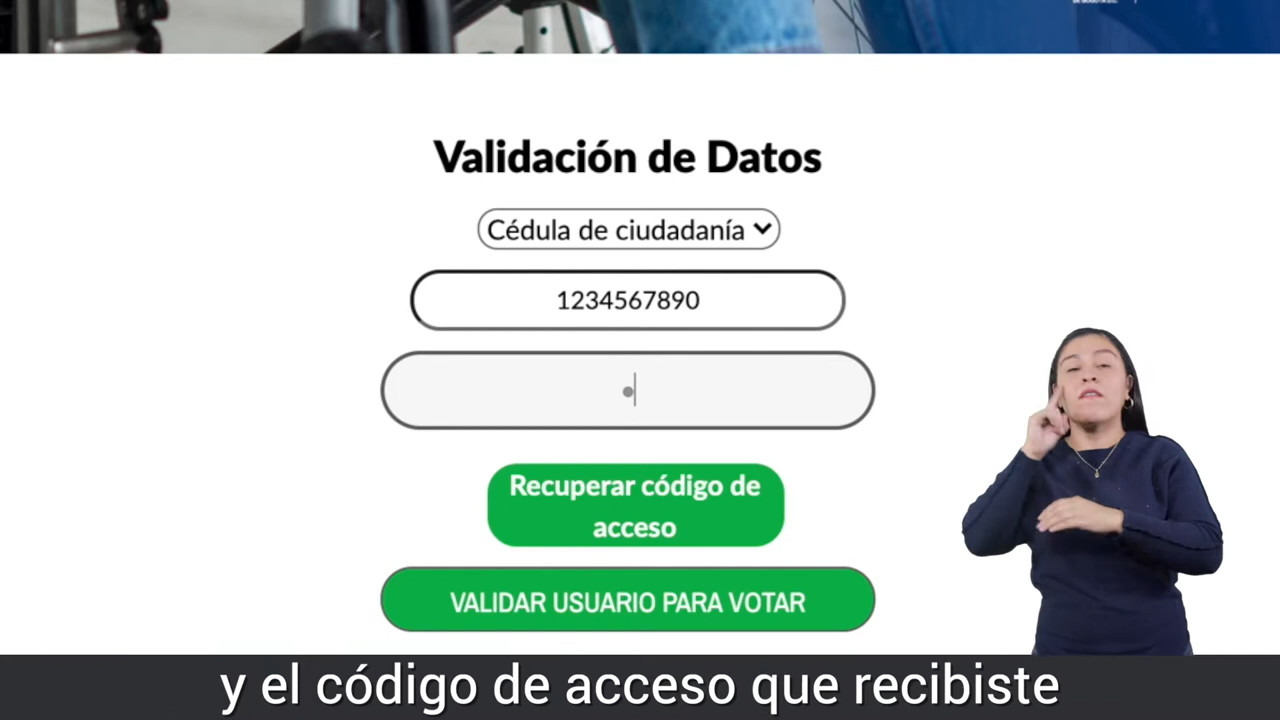 Validación de Datos
Cédula de ciudadanía
1234567890
Recuperar código de
acceso
VALIDAR USUARIO PARA VOTAR
y el código de acceso que recibiste